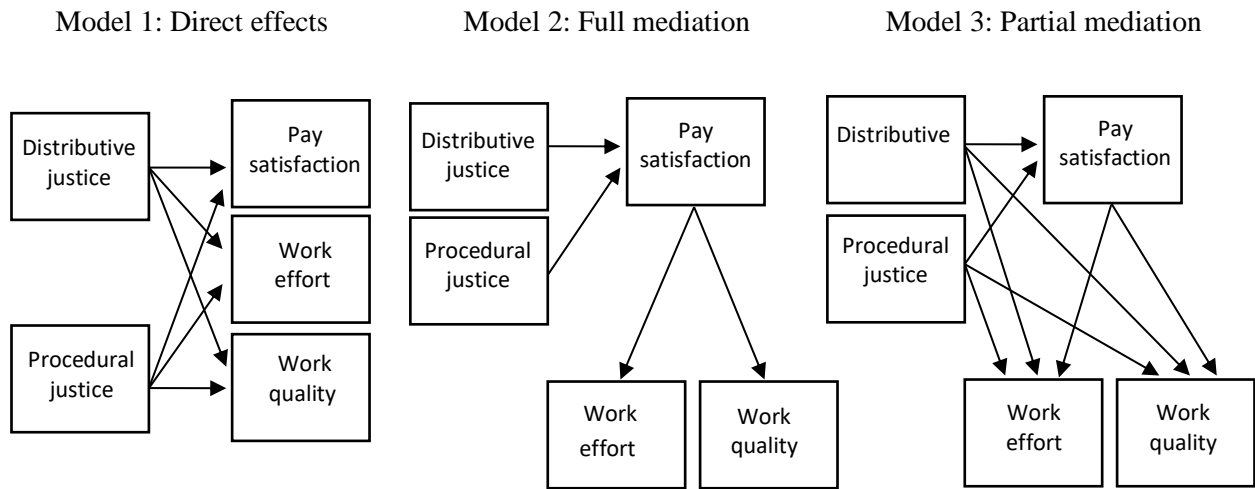 Model 1: Direct effects
Distributive
justice
Procedural
justice
Pay
satisfaction
Work
effort
Work
quality
Model 2: Full mediation
Distributive
justice
Procedural
justice
Pay
satisfaction
Work
effort
Work
quality
Model 3: Partial mediation
Distributive
Procedural
justice
Pay
satisfaction
Work
effort
Work
quality